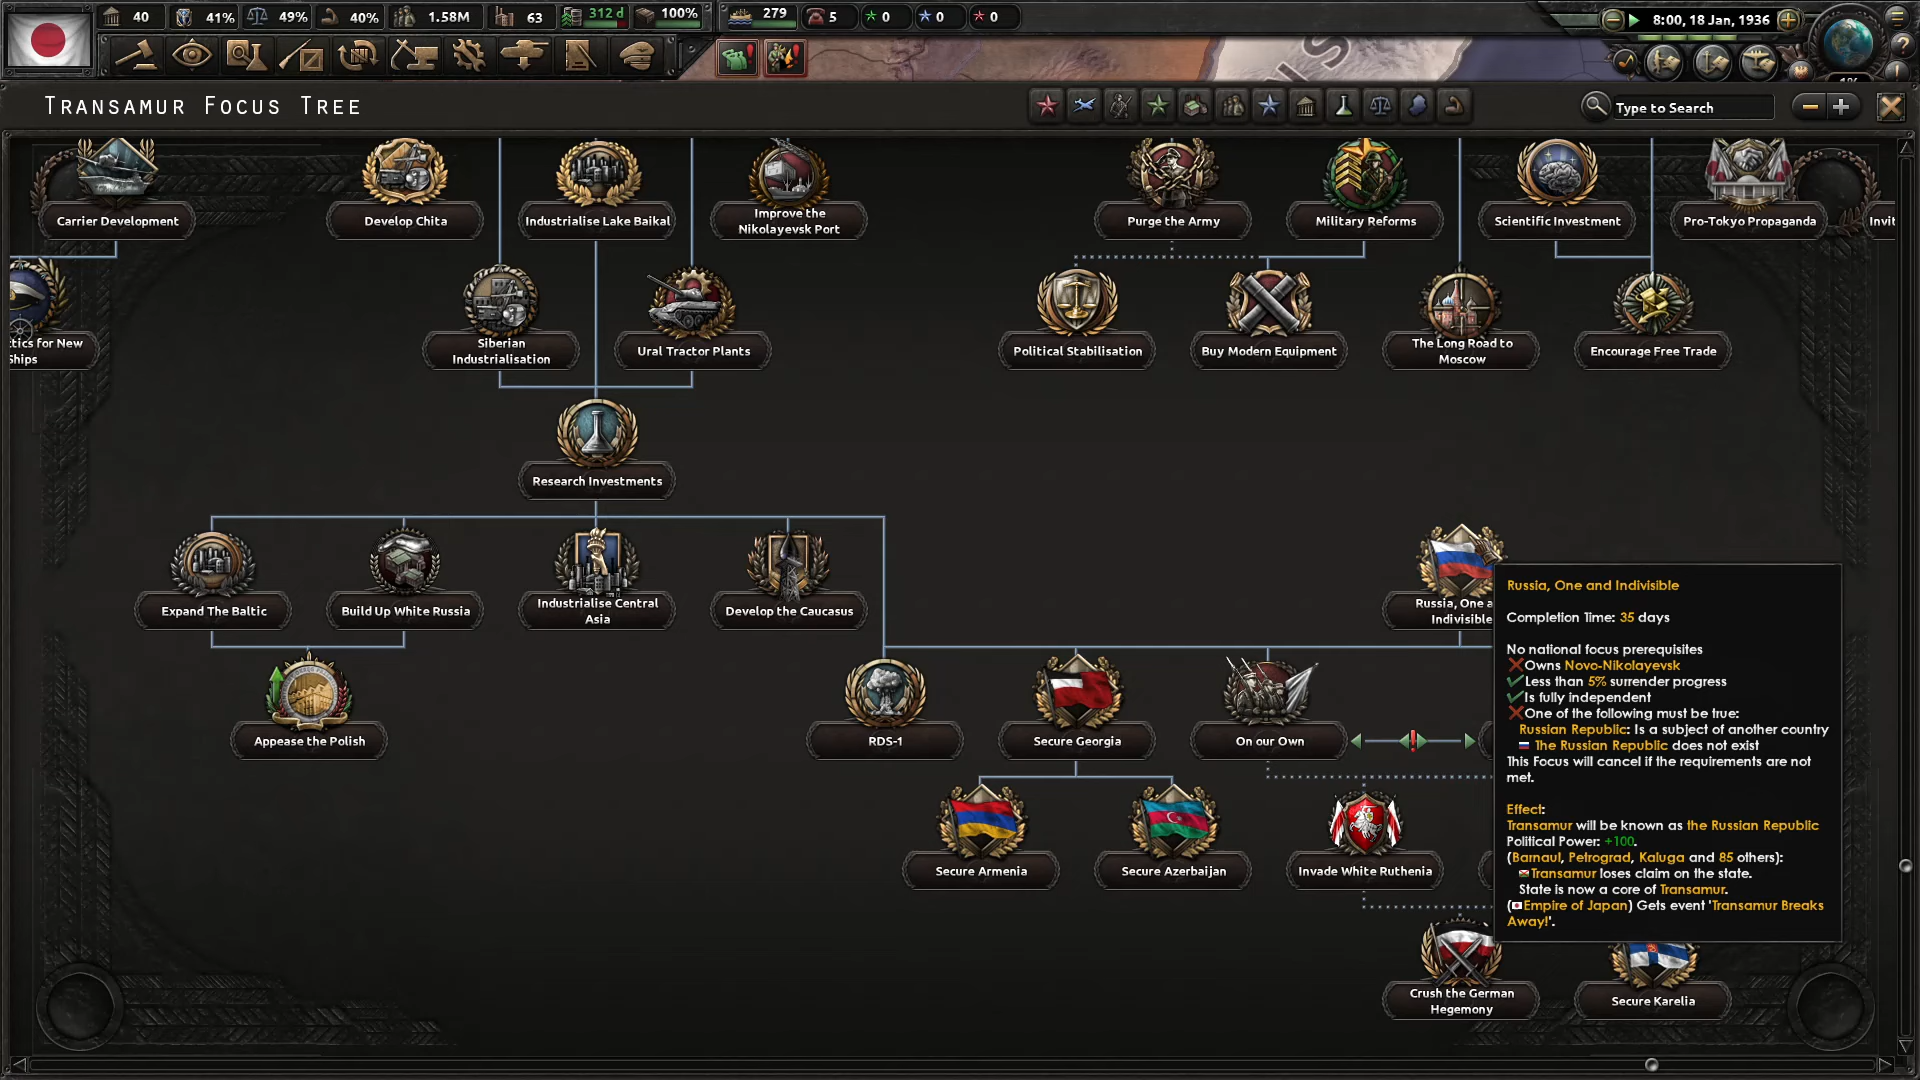 40
41%
49%
40%
1.58M
63
312 d
100%
279
5
0
0
0
8:00, 18 Jan, 1936
Transamur Focus Tree
Type to Search
Carrier Development
Develop Chita
Industrialise Lake Baikal
Improve the
Nikolayevsk Port
Purge the Army
Military Reforms
Scientific Investment
Pro-Tokyo Propaganda
Invit
tics for New
Ships
Siberian
Industrialisation
Ural Tractor Plants
Political Stabilisation
Buy Modern Equipment
The Long Road to
Moscow
Encourage Free Trade
Research Investments
Expand The Baltic
Build Up White Russia
Industrialise Central
Asia
Develop the Caucasus
Russia, One a
Indivisible
Appease the Polish
RDS-1
Secure Georgia
On our Own
Secure Armenia
Secure Azerbaijan
Invade White Ruthenia
Crush the German
Hegemony
Secure Karelia
Russia, One and Indivisible
Completion Time: 35 days
No national focus prerequisites
Owns Novo-Nikolayevsk
Less than 5% surrender progress
Is fully independent
One of the following must be true:
Russian Republic: Is a subject of another country
The Russian Republic does not exist
This Focus will cancel if the requirements are not
met.
Effect:
Transamur will be known as the Russian Republic
Political Power: +100.
(Barnaul, Petrograd, Kaluga and 85 others):
Transamur loses claim on the state.
State is now a core of Transamur.
(Empire of Japan) Gets event 'Transamur Breaks
Away!'.